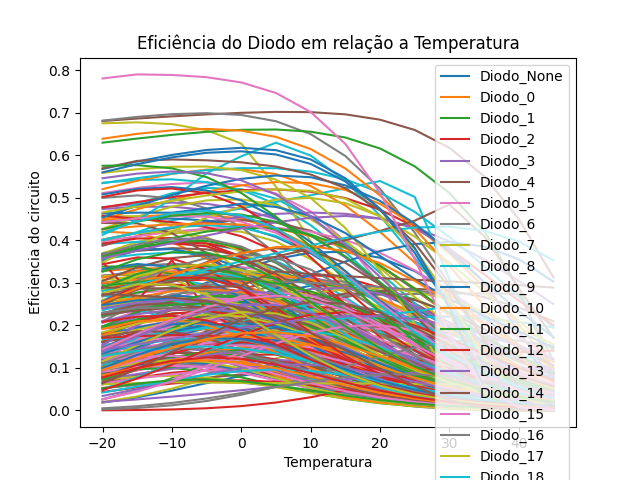 Eficiência do Diodo em relação a Temperatura
Eficiencia do circuito
0.8
0.7
0.6
0.5
0.4
0.3
0.2
0.1
0.0
−20
−10
0
10
20
30
40
Temperatura
Diodo_None
Diodo_0
Diodo_1
Diodo_2
Diodo_3
Diodo_4
Diodo_5
Diodo_6
Diodo_7
Diodo_8
Diodo_9
Diodo_10
Diodo_11
Diodo_12
Diodo_13
Diodo_14
Diodo_15
Diodo_16
Diodo_17
Diodo_18